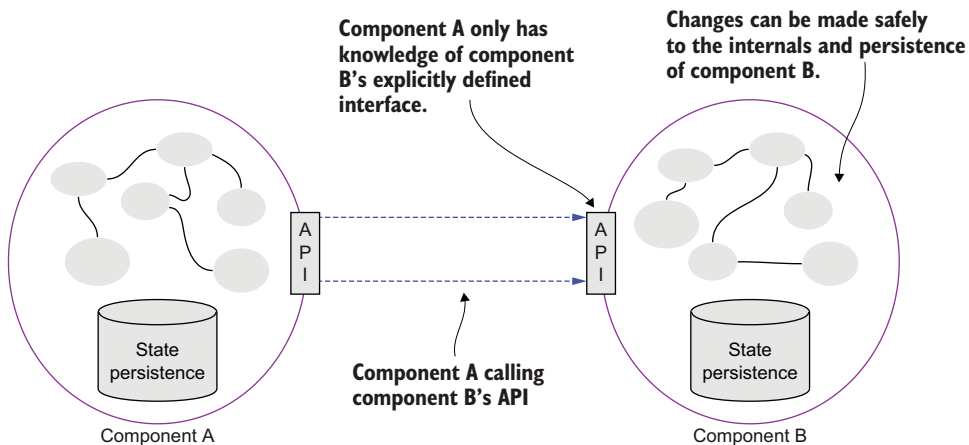 Component A only has
knowledge of component
B's explicitly defined
interface.
Changes can be made safely
to the internals and persistence
of component B.
A
P
I
A
P
I
State
persistence
Component A calling
component B's API
State
persistence
Component A
Component B